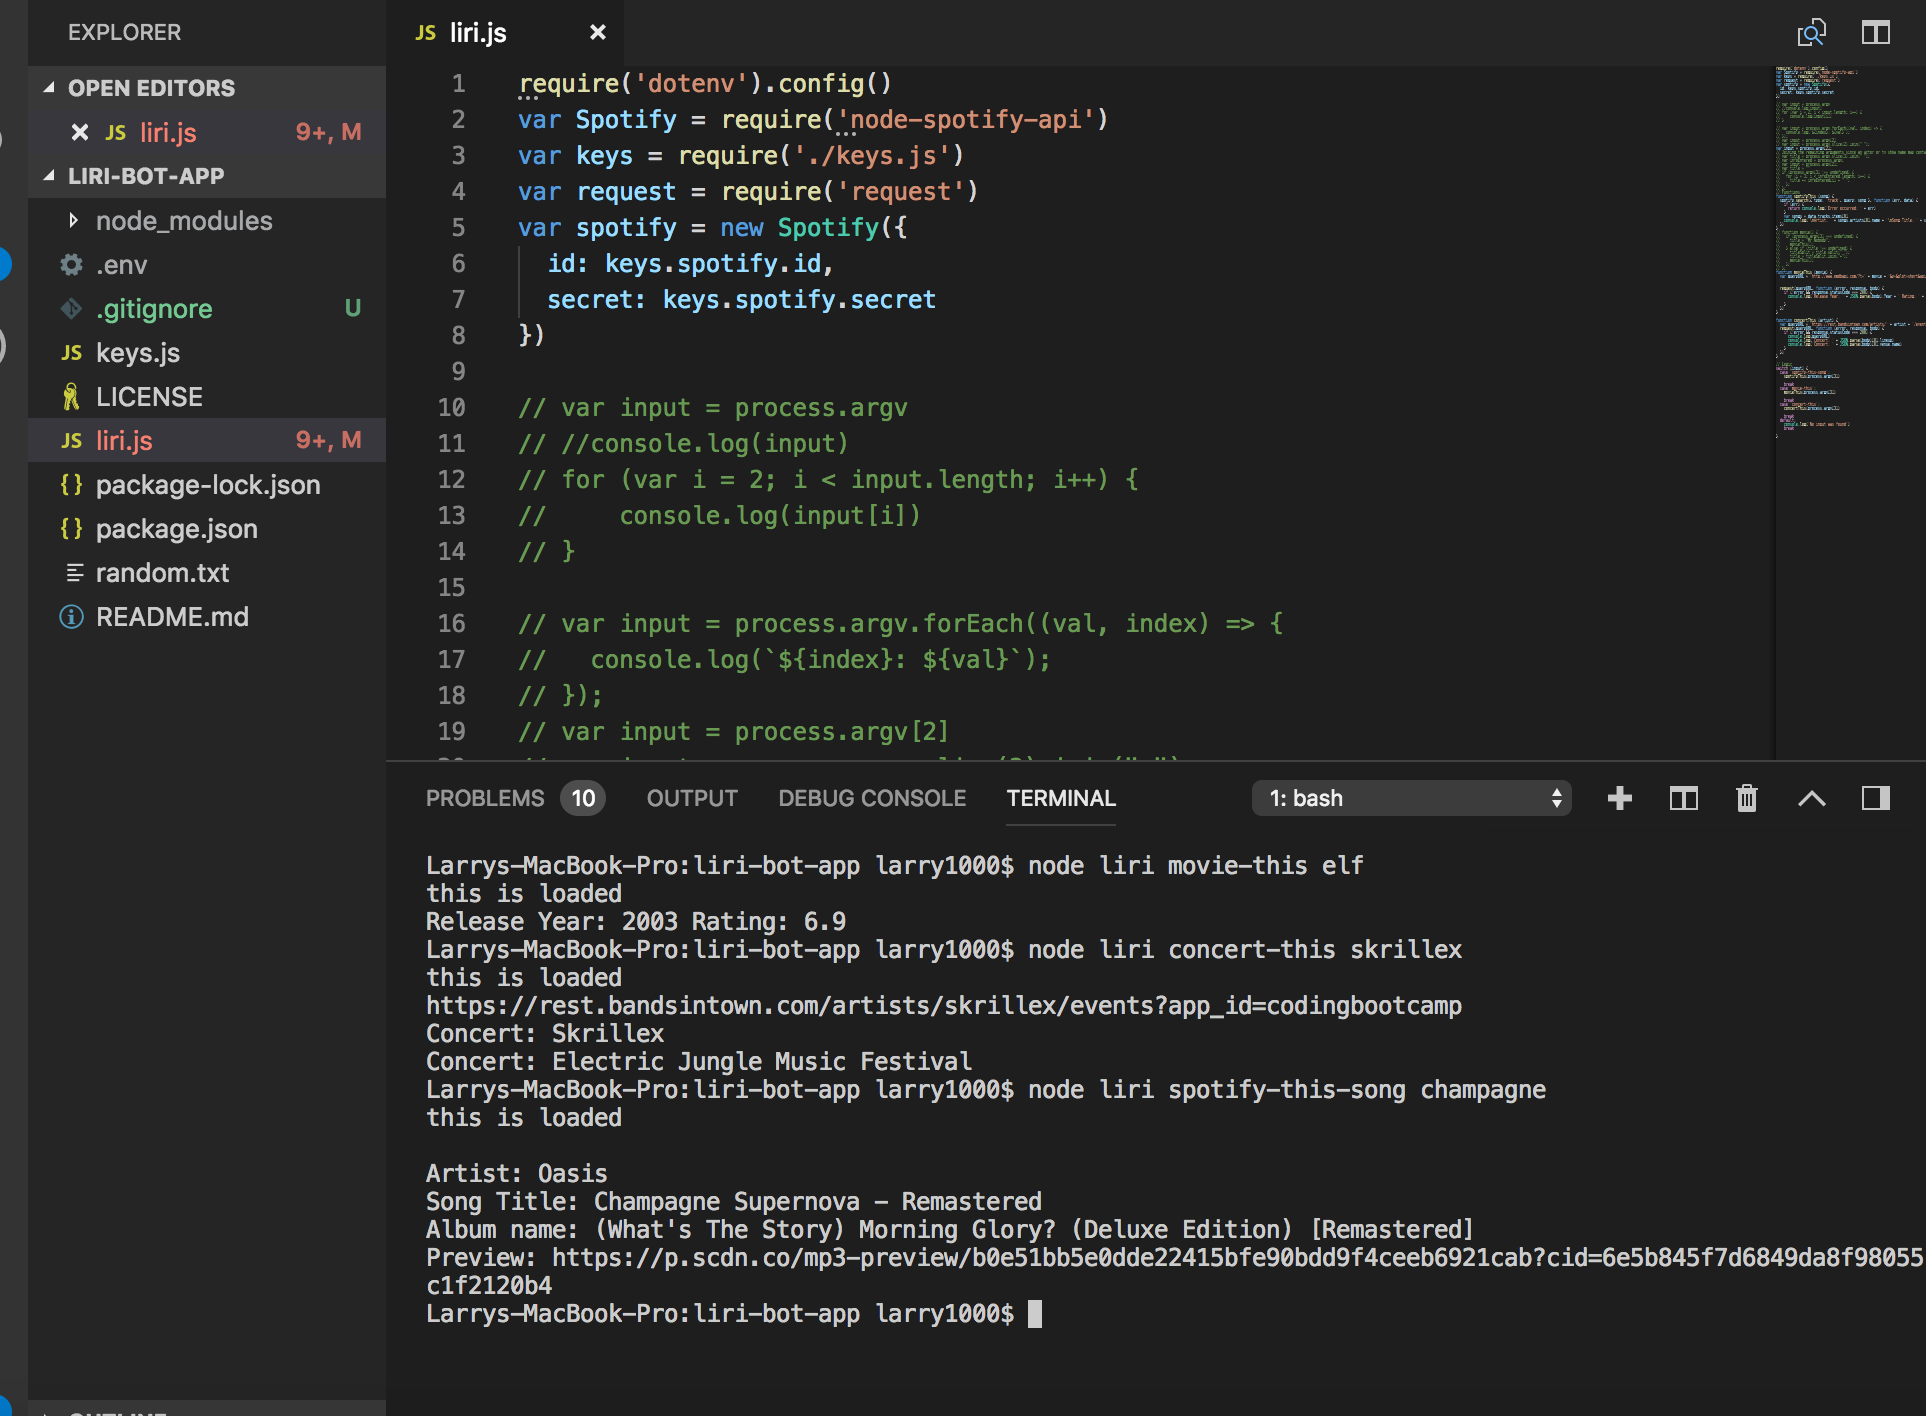 EXPLORER
OPEN EDITORS
JS liri.js 9+, M
LIRI-BOT-APP
node_modules
.env
.gitignore U
JS keys.js
LICENSE
JS liri.js 9+, M
{ } package-lock.json
{ } package.json
random.txt
README.md
JS liri.js
1 require('dotenv').config()
2 var Spotify = require('node-spotify-api')
3 var keys = require('./keys.js')
4 var request = require('request')
5 var spotify = new Spotify({
6 id: keys.spotify.id,
7 secret: keys.spotify.secret
8 })
9
10 // var input = process.argv
11 // //console.log(input)
12 // for (var i = 2; i < input.length; i++) {
13 //     console.log(input[i])
14 // }
15
16 // var input = process.argv.forEach((val, index) => {
17 //   console.log(`${index}: ${val}`);
18 // });
19 // var input = process.argv[2]
PROBLEMS 10 OUTPUT DEBUG CONSOLE TERMINAL 1: bash
Larrys-MacBook-Pro:liri-bot-app larry1000$ node liri movie-this elf
this is loaded
Release Year: 2003 Rating: 6.9
Larrys-MacBook-Pro:liri-bot-app larry1000$ node liri concert-this skrillex
this is loaded
https://rest.bandsintown.com/artists/skrillex/events?app_id=codingbootcamp
Concert: Skrillex
Concert: Electric Jungle Music Festival
Larrys-MacBook-Pro:liri-bot-app larry1000$ node liri spotify-this-song champagne
this is loaded
Artist: Oasis
Song Title: Champagne Supernova - Remastered
Album name: (What's The Story) Morning Glory? (Deluxe Edition) [Remastered]
Preview: https://p.scdn.co/mp3-preview/b0e51bb5e0dde22415bfe90bdd9f4ceeb6921cab?cid=6e5b845f7d6849da8f98055
c1f2120b4
Larrys-MacBook-Pro:liri-bot-app larry1000$